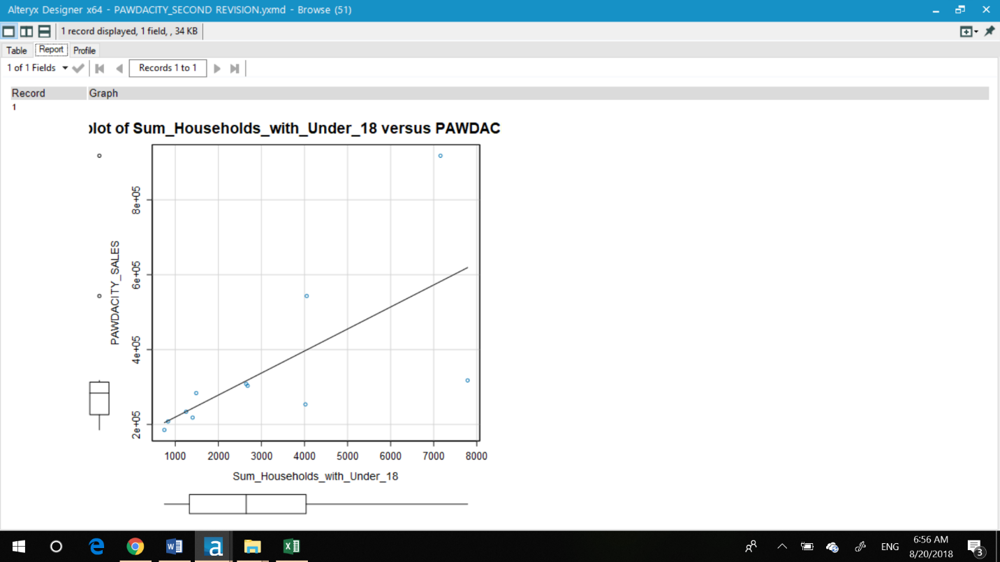 Alteryx Designer x64 - PAWDACITY_SECOND REVISION.yxmd - Browse (51)
1 record displayed, 1 field, , 34 KB
Table Report Profile
1 of 1 Fields Records 1 to 1
Record Graph
1
plot of Sum_Households_with_Under_18 versus PAWDAC
PAWDACITY_SALES
8e+05
6e+05
4e+05
2e+05
1000 2000 3000 4000 5000 6000 7000 8000
Sum_Households_with_Under_18
ENG
6:56 AM
8/20/2018
3